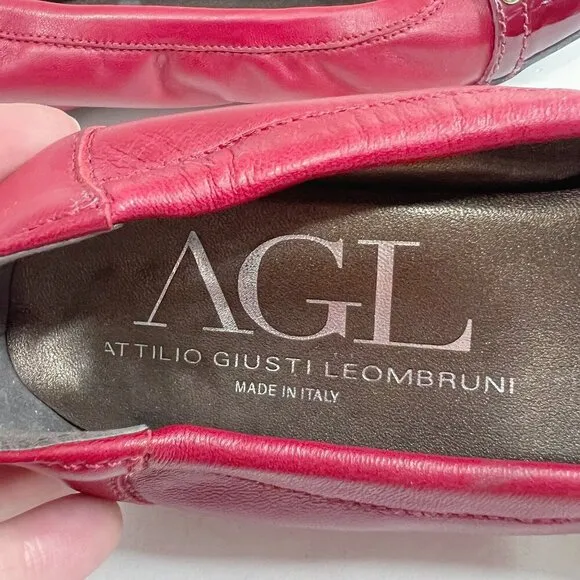 AGL
ATTILIO GIUSTI LEOMBRUNI
MADE IN ITALY